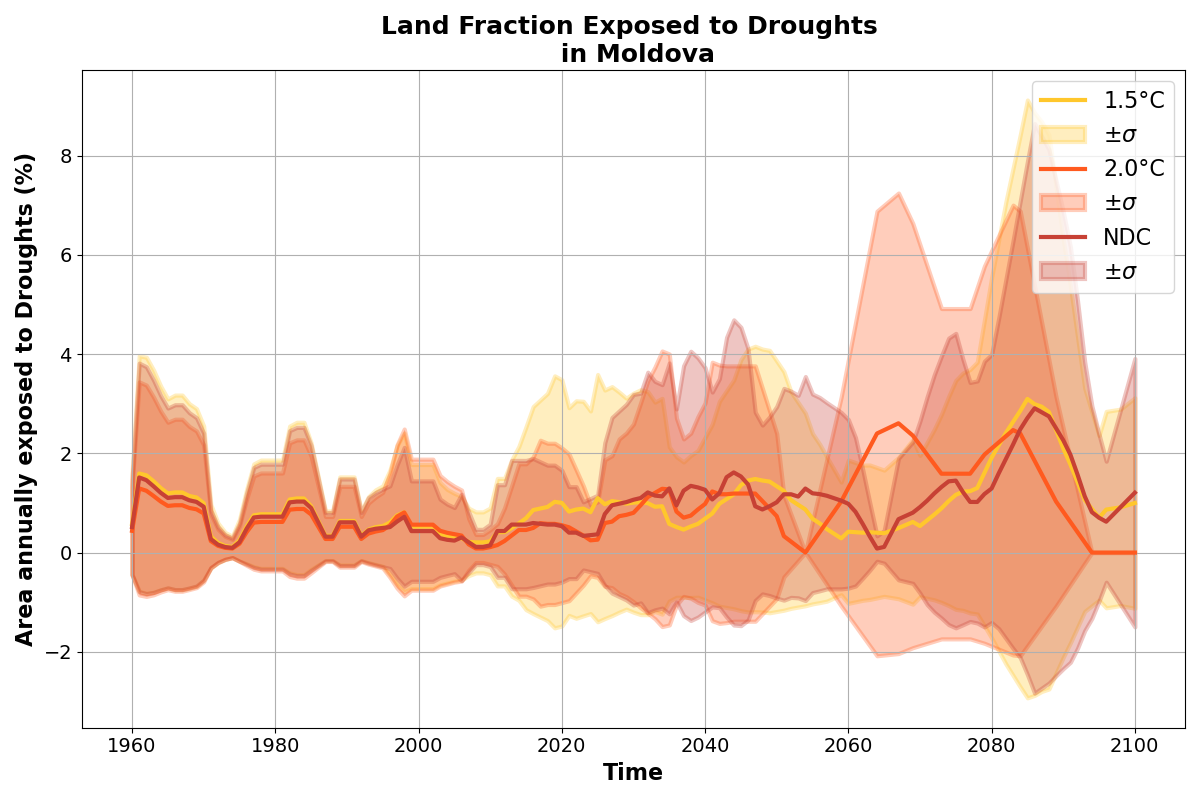 Land Fraction Exposed to Droughts
in Moldova
Area annually exposed to Droughts (%)
8
6
4
2
0
−2
1960
1980
2000
2020
2040
2060
2080
2100
Time
1.5°C
±σ
2.0°C
±σ
NDC
±σ